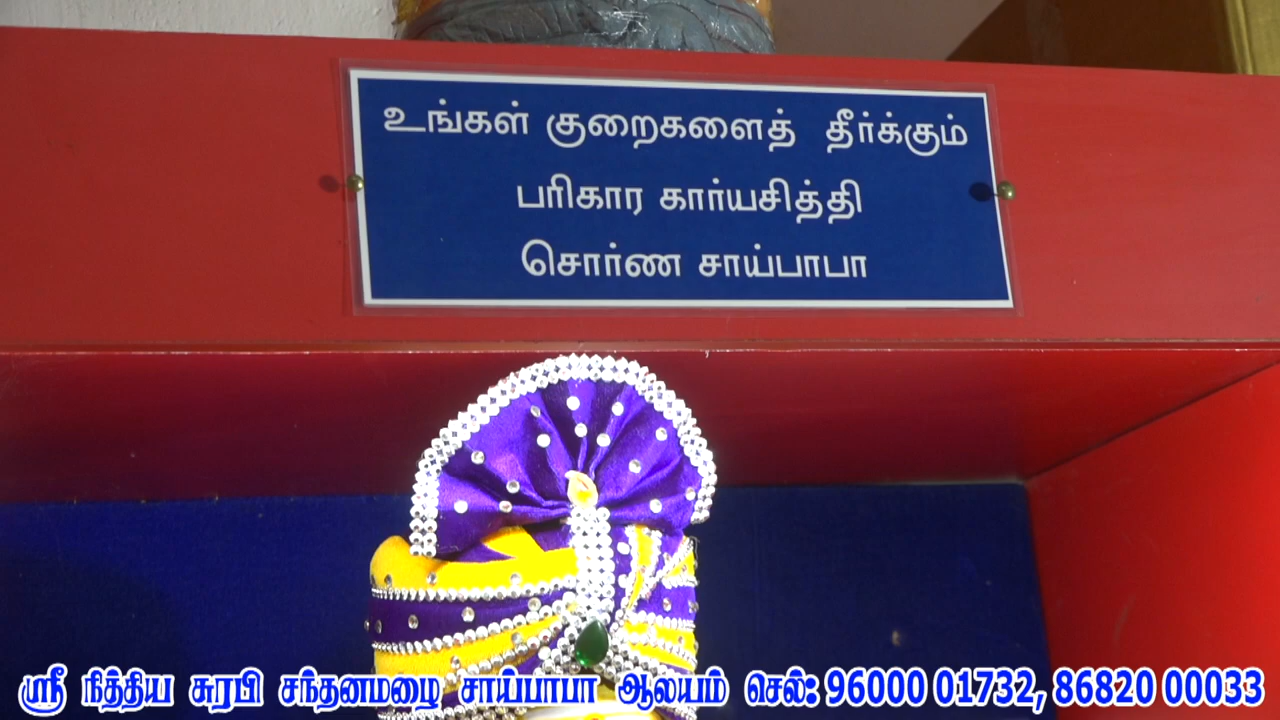 உங்கள் குறைகளைத் தீர்க்கும்
பரிகார கார்யசித்தி
சொர்ண சாய்பாபா
ஸ்ரீ நித்திய சுரபி சந்தனமழை சாய்பாபா ஆலயம் செல்: 96000 01732, 86820 00033